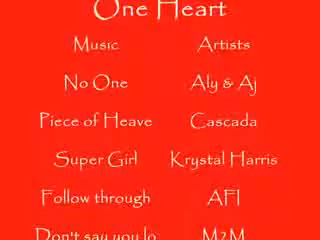 One Heart
Music Artists
No One Aly & Aj
Piece of Heave Cascada
Super Girl Krystal Harris
Follow through AFI
Don't say you lo M2M